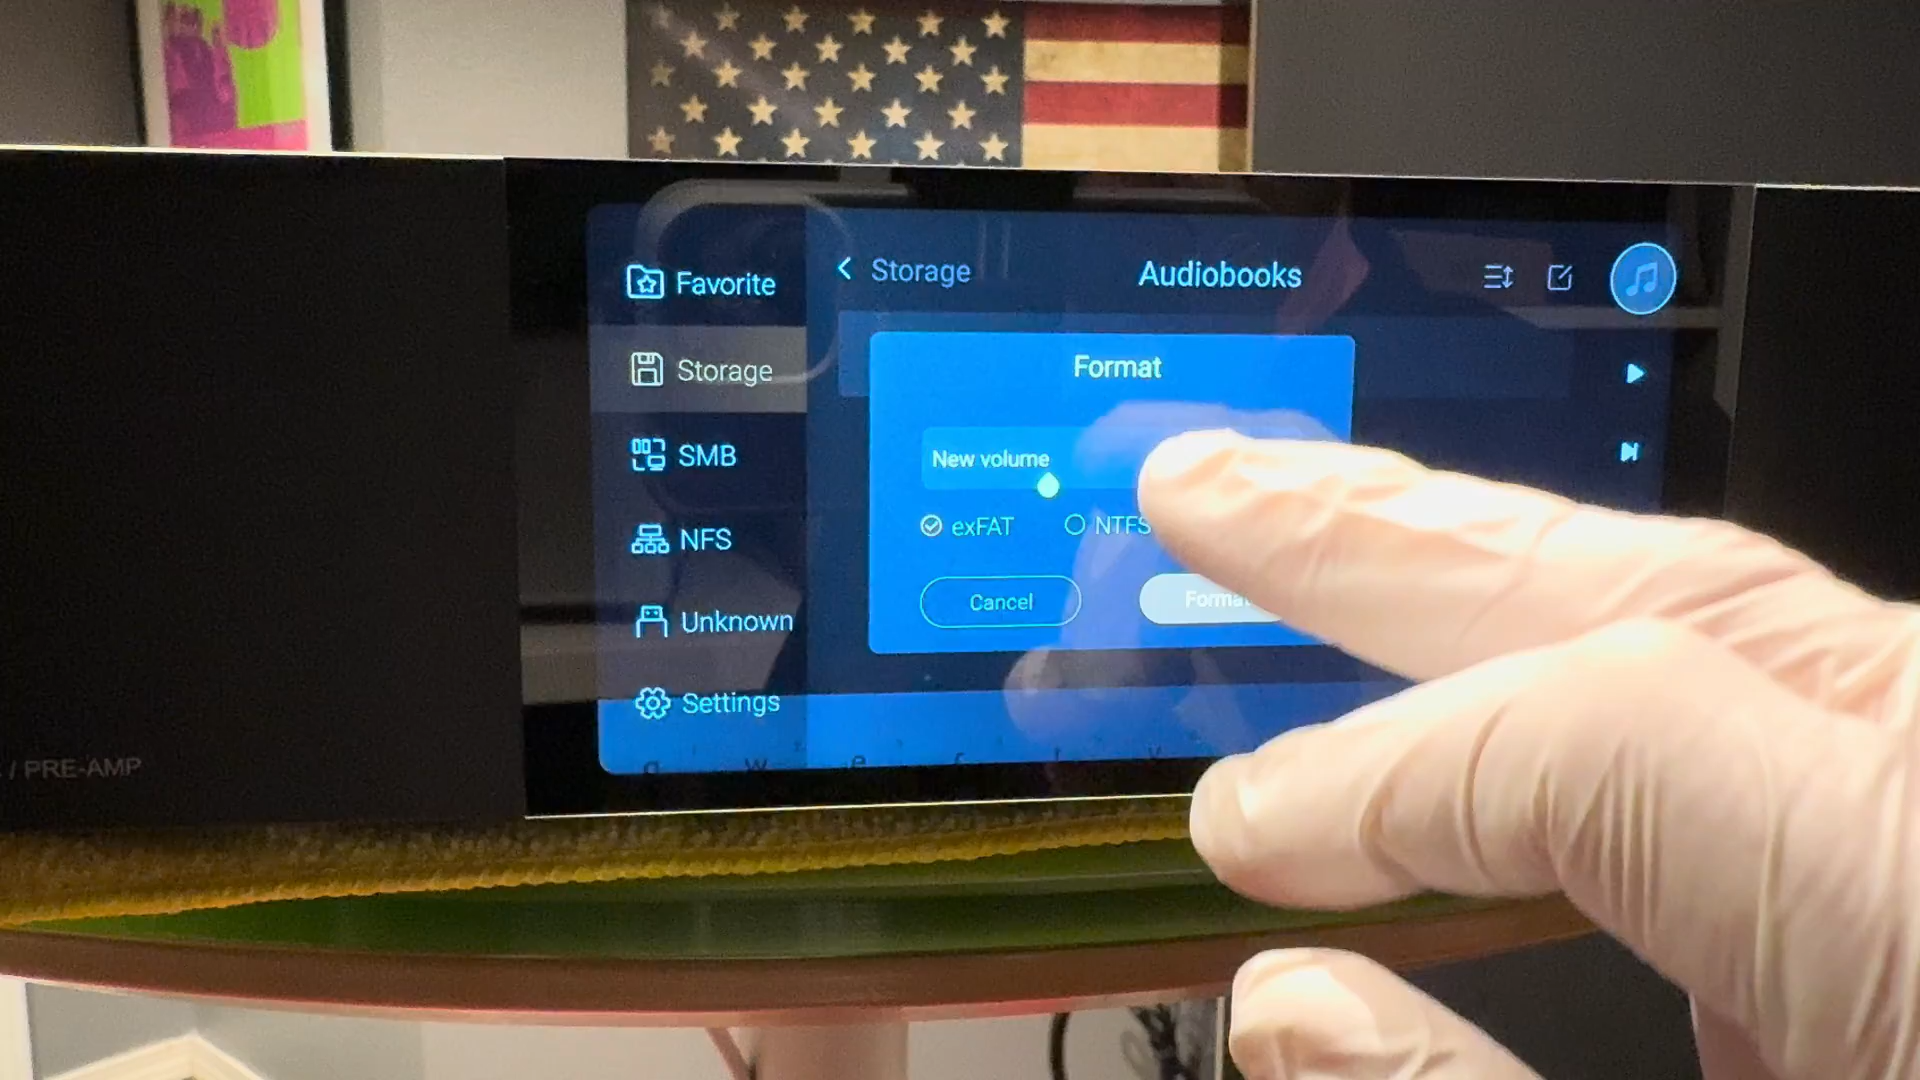 Favorite
Storage
SMB
NFS
Unknown
Settings
Storage
Audiobooks
Format
New volume
exFAT
NTFS
Cancel
/ PRE-AMP
q w e